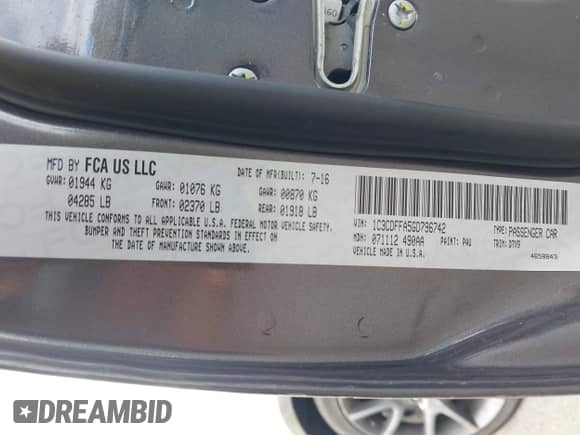 60
MFD BY FCA US LLC
DATE OF MFR(BUILT): 7-16
GVWR: 01944 KG GAWR: 01076 KG GAWR: 00870 KG
04285 LB FRONT: 02370 LB REAR: 01918 LB
THIS VEHICLE CONFORMS TO ALL APPLICABLE U.S.A. FEDERAL MOTOR VEHICLE SAFETY,
BUMPER AND THEFT PREVENTION STANDARDS IN EFFECT ON
THE DATE OF MANUFACTURE SHOWN ABOVE.
VIN: 1C3CDFFA5GD796742 TYPE: PASSENGER CAR
MDH: 071112 490AA PAINT: PAU TRIM: D7V9
VEHICLE MADE IN U.S.A. 4659843
DREAMBID